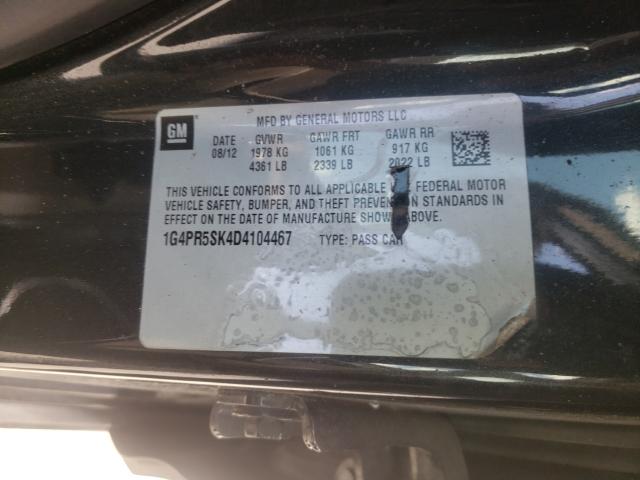 GM
MFD BY GENERAL MOTORS LLC
DATE GVWR GAWR FRT GAWR RR
08/12 1978 KG 1061 KG 917 KG
4361 LB 2339 LB 2022 LB
THIS VEHICLE CONFORMS TO ALL APPLICABLE FEDERAL MOTOR
VEHICLE SAFETY, BUMPER, AND THEFT PREVENTION STANDARDS IN
EFFECT ON THE DATE OF MANUFACTURE SHOWN ABOVE.
1G4PR5SK4D4104467 TYPE: PASS CAR